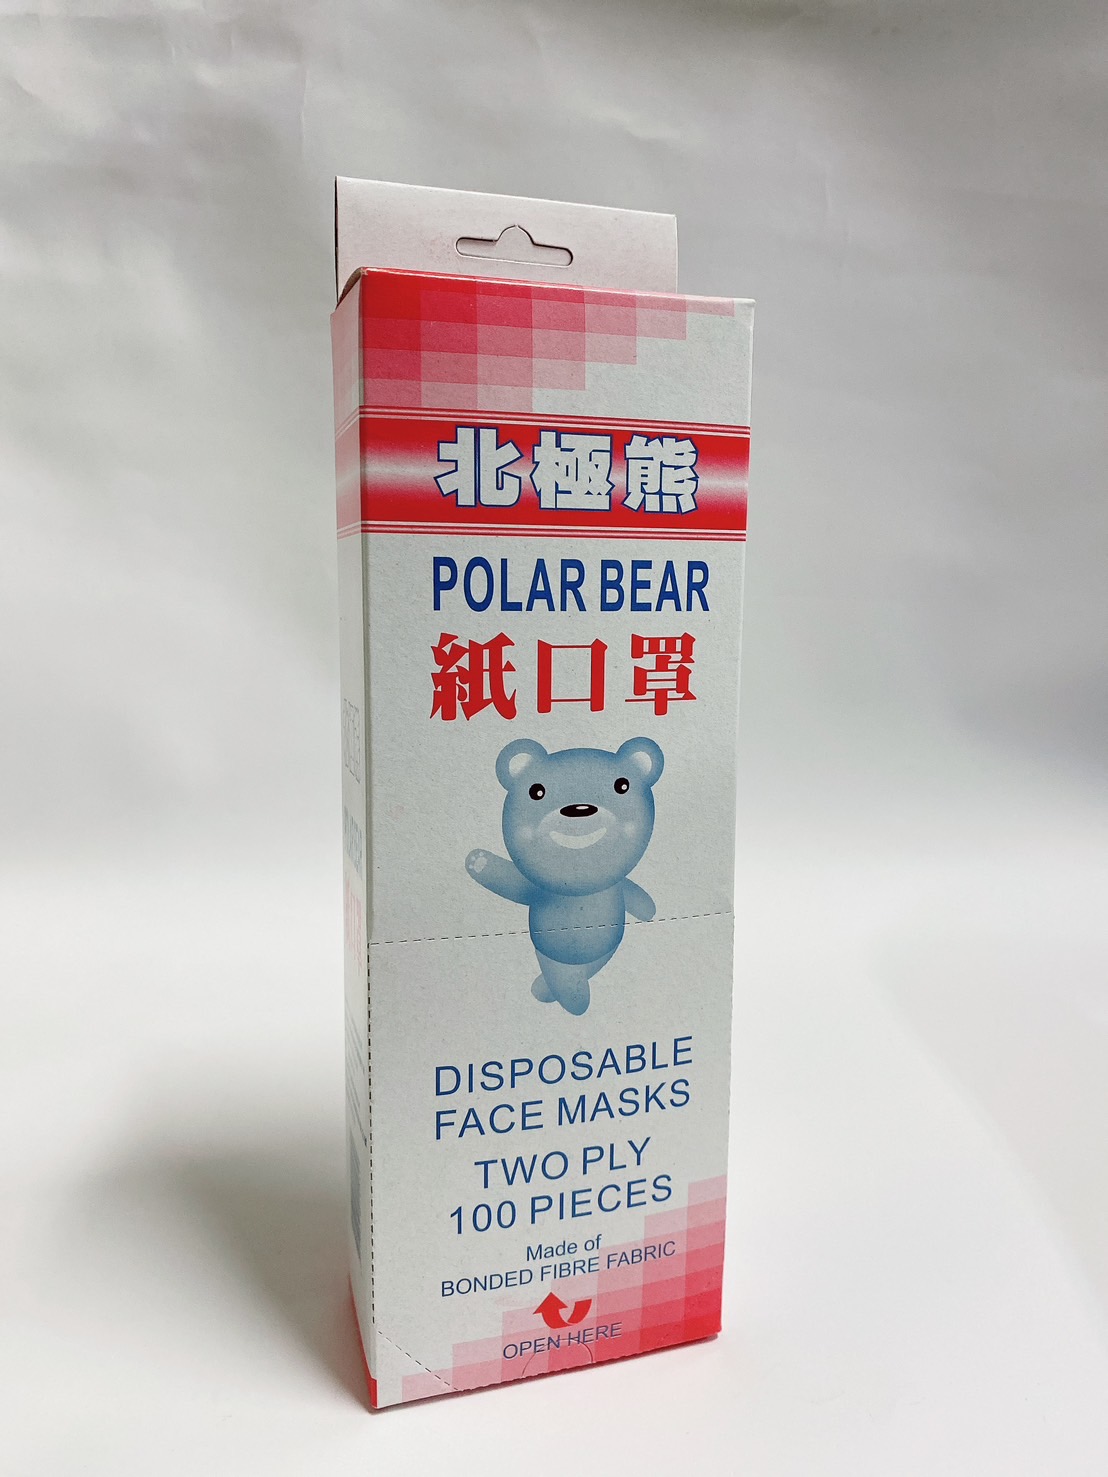 北極熊
POLAR BEAR
紙口罩
DISPOSABLE
FACE MASKS
TWO PLY
100 PIECES
Made of
BONDED FIBRE FABRIC
OPEN HERE